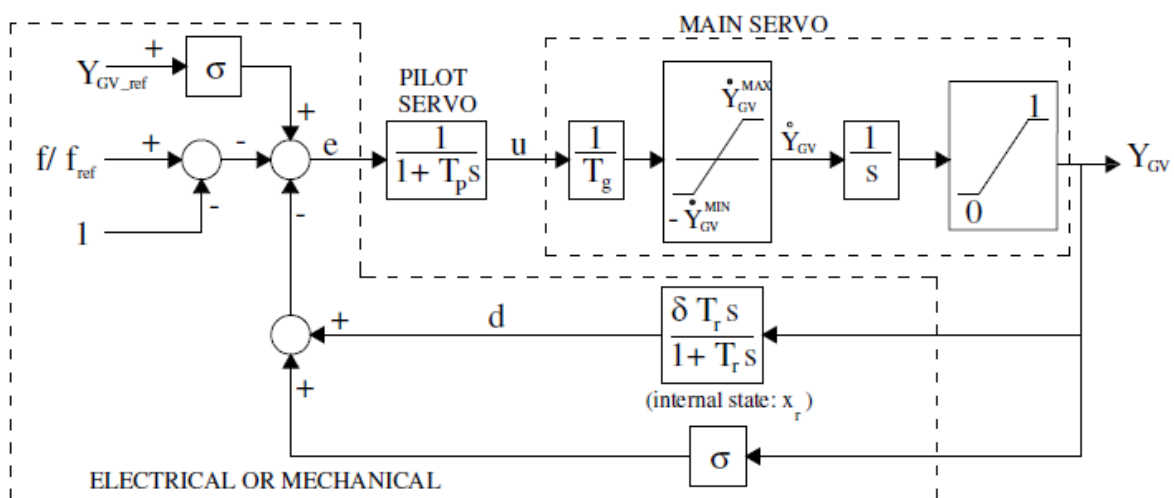 MAIN SERVO
Y_GV_ref + σ
PILOT SERVO
+
f/ f_ref + - e 1 / 1 + T_p s u 1 / T_g Ẏ_GV^MAX - Ẏ_GV^MIN Y̊_GV 1 / s 1 0 Y_GV
-
1
-
+ d δ T_r s / 1 + T_r s
+
(internal state: x_r)
σ
ELECTRICAL OR MECHANICAL